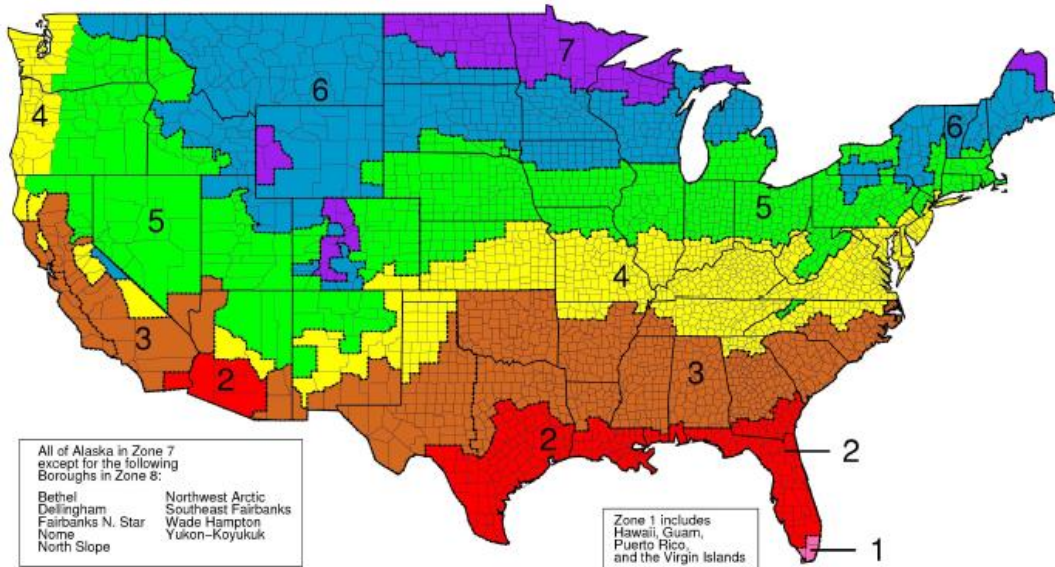 7
6
4
6
5
5
4
3
3
2
2
2
1
All of Alaska in Zone 7
except for the following
Boroughs in Zone 8:
Bethel Northwest Arctic
Dellingham Southeast Fairbanks
Fairbanks N. Star Wade Hampton
Nome Yukon-Koyukuk
North Slope
Zone 1 includes
Hawaii, Guam,
Puerto Rico,
and the Virgin Islands